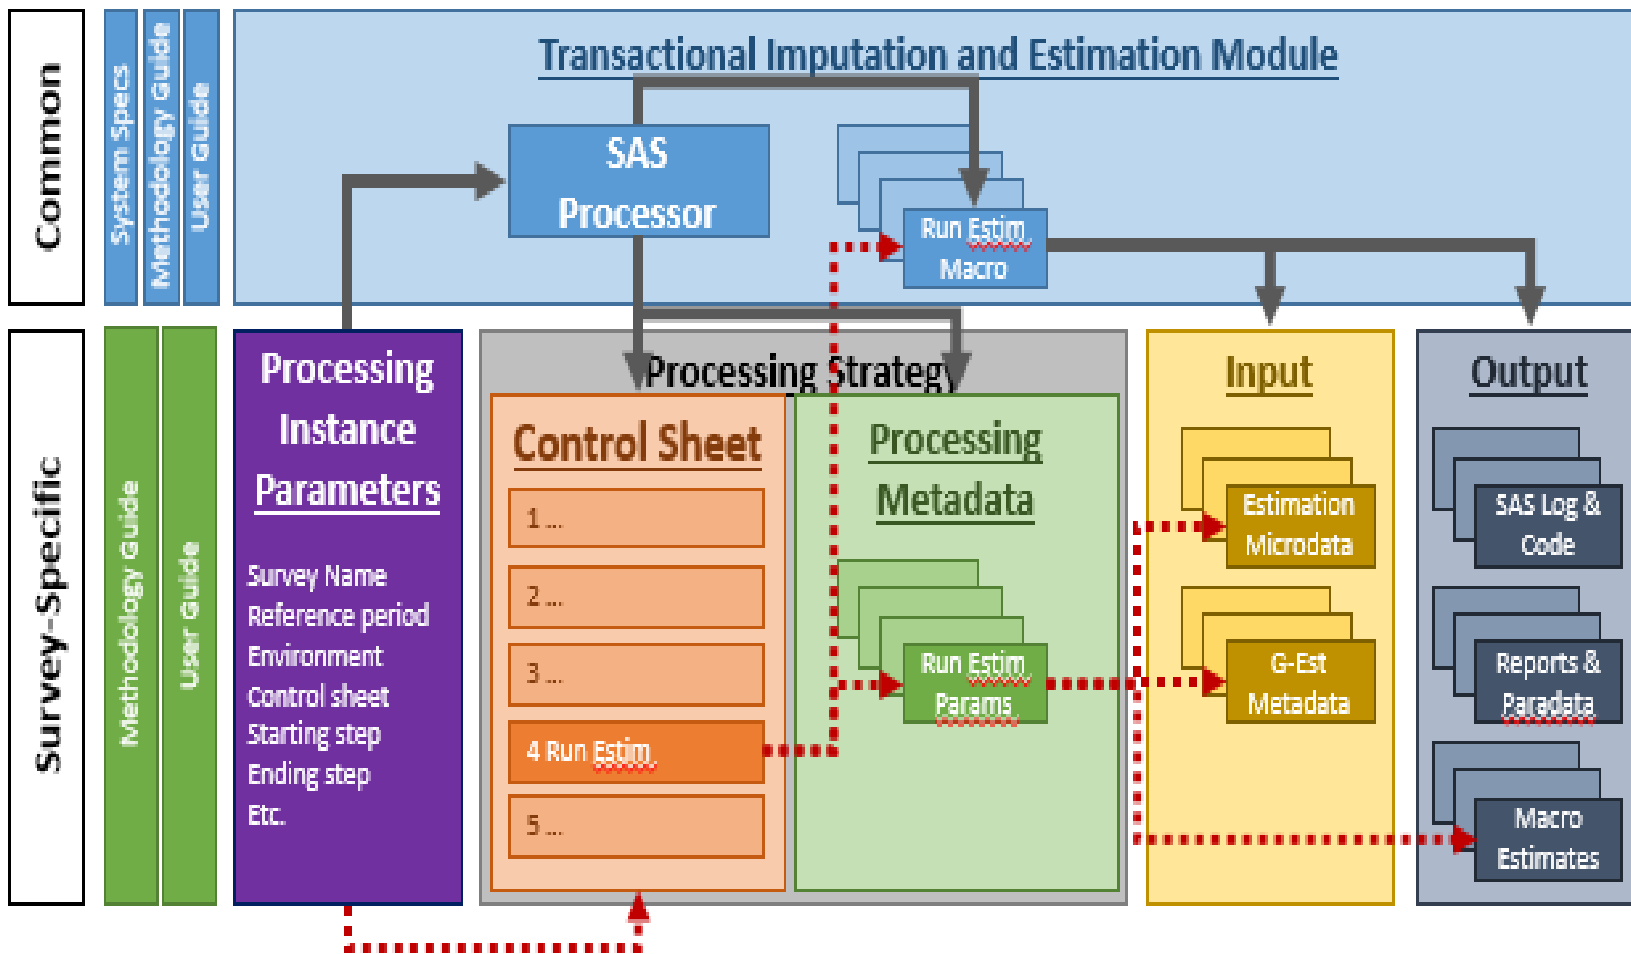 Common
System Specs
Methodology Guide
User Guide
Transactional Imputation and Estimation Module
SAS
Processor
Run Estim
Macro
Survey-Specific
Methodology Guide
User Guide
Processing
Instance
Parameters
Survey Name
Reference period
Environment
Control sheet
Starting step
Ending step
Etc.
Processing Strategy
Control Sheet
1 ...
2 ...
3 ...
4 Run Estim
5 ...
Processing
Metadata
Run Estim
Params
Input
Estimation
Microdata
G-Est
Metadata
Output
SAS Log &
Code
Reports &
Paradata
Macro
Estimates